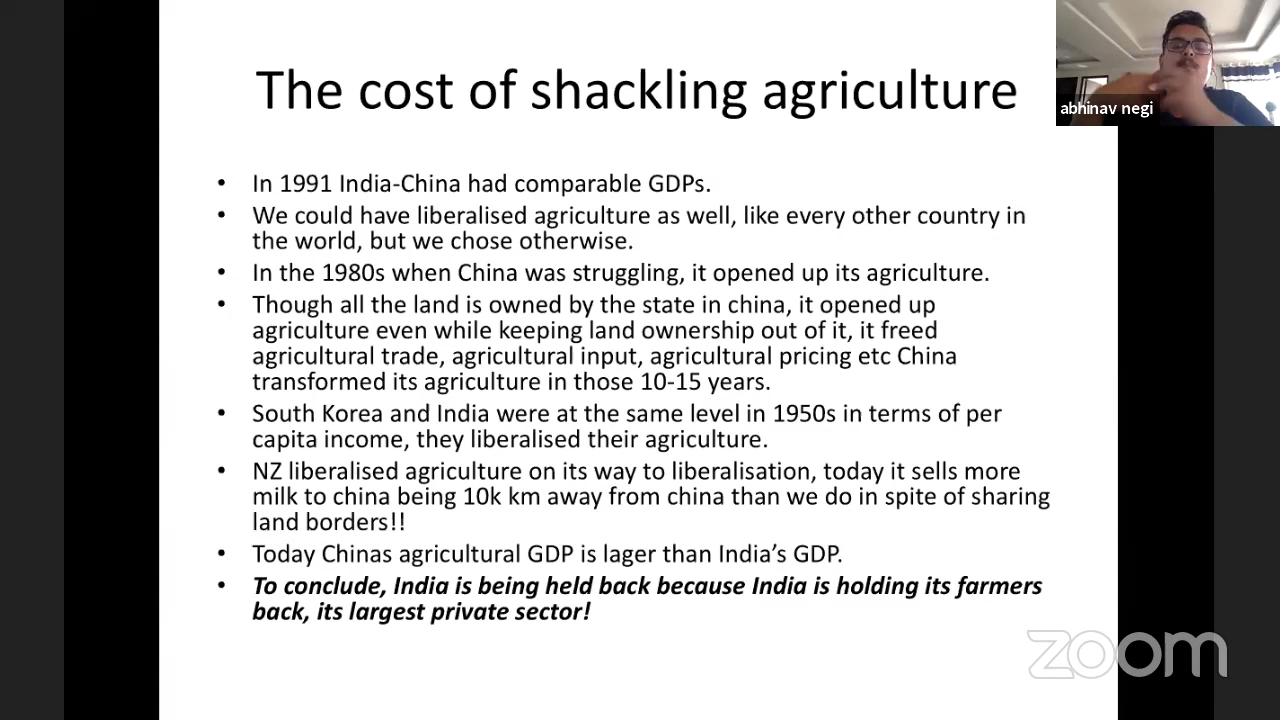 The cost of shackling agriculture
abhinav negi
• In 1991 India-China had comparable GDPs.
• We could have liberalised agriculture as well, like every other country in
the world, but we chose otherwise.
• In the 1980s when China was struggling, it opened up its agriculture.
• Though all the land is owned by the state in china, it opened up
agriculture even while keeping land ownership out of it, it freed
agricultural trade, agricultural input, agricultural pricing etc China
transformed its agriculture in those 10-15 years.
• South Korea and India were at the same level in 1950s in terms of per
capita income, they liberalised their agriculture.
• NZ liberalised agriculture on its way to liberalisation, today it sells more
milk to china being 10k km away from china than we do in spite of sharing
land borders!!
• Today Chinas agricultural GDP is lager than India’s GDP.
• To conclude, India is being held back because India is holding its farmers
back, its largest private sector!
zoom